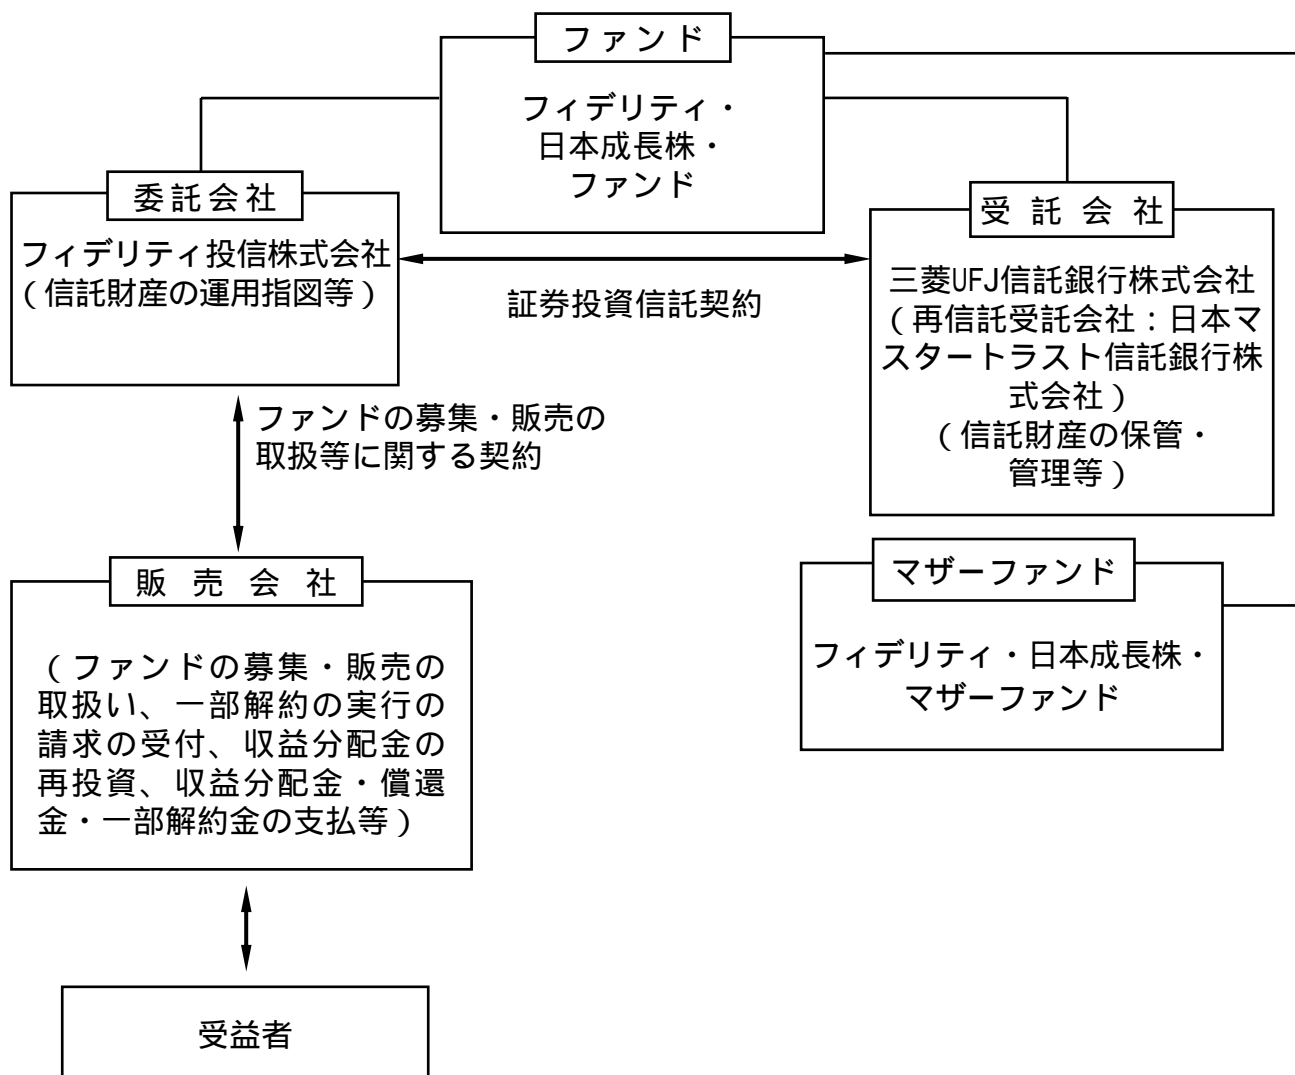 ファンド
フィデリティ・
日本成長株・
ファンド
委託会社
フィデリティ投信株式会社
（信託財産の運用指図等）
証券投資信託契約
受託会社
三菱UFJ信託銀行株式会社
（再信託受託会社：日本マ
スタートラスト信託銀行株
式会社）
（信託財産の保管・
管理等）
ファンドの募集・販売の
取扱等に関する契約
販売会社
（ファンドの募集・販売の
取扱い、一部解約の実行の
請求の受付、収益分配金の
再投資、収益分配金・償還
金・一部解約金の支払等）
マザーファンド
フィデリティ・日本成長株・
マザーファンド
受益者